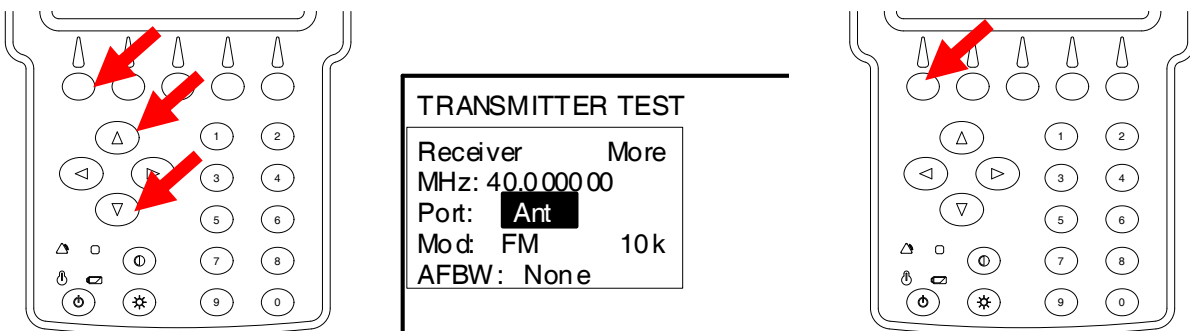 1 2
3 4
5 6
7 8
9 0
TRANSMITTER TEST
Receiver More
MHz: 40.000000
Port: Ant
Mod: FM 10k
AFBW: None
1 2
3 4
5 6
7 8
9 0